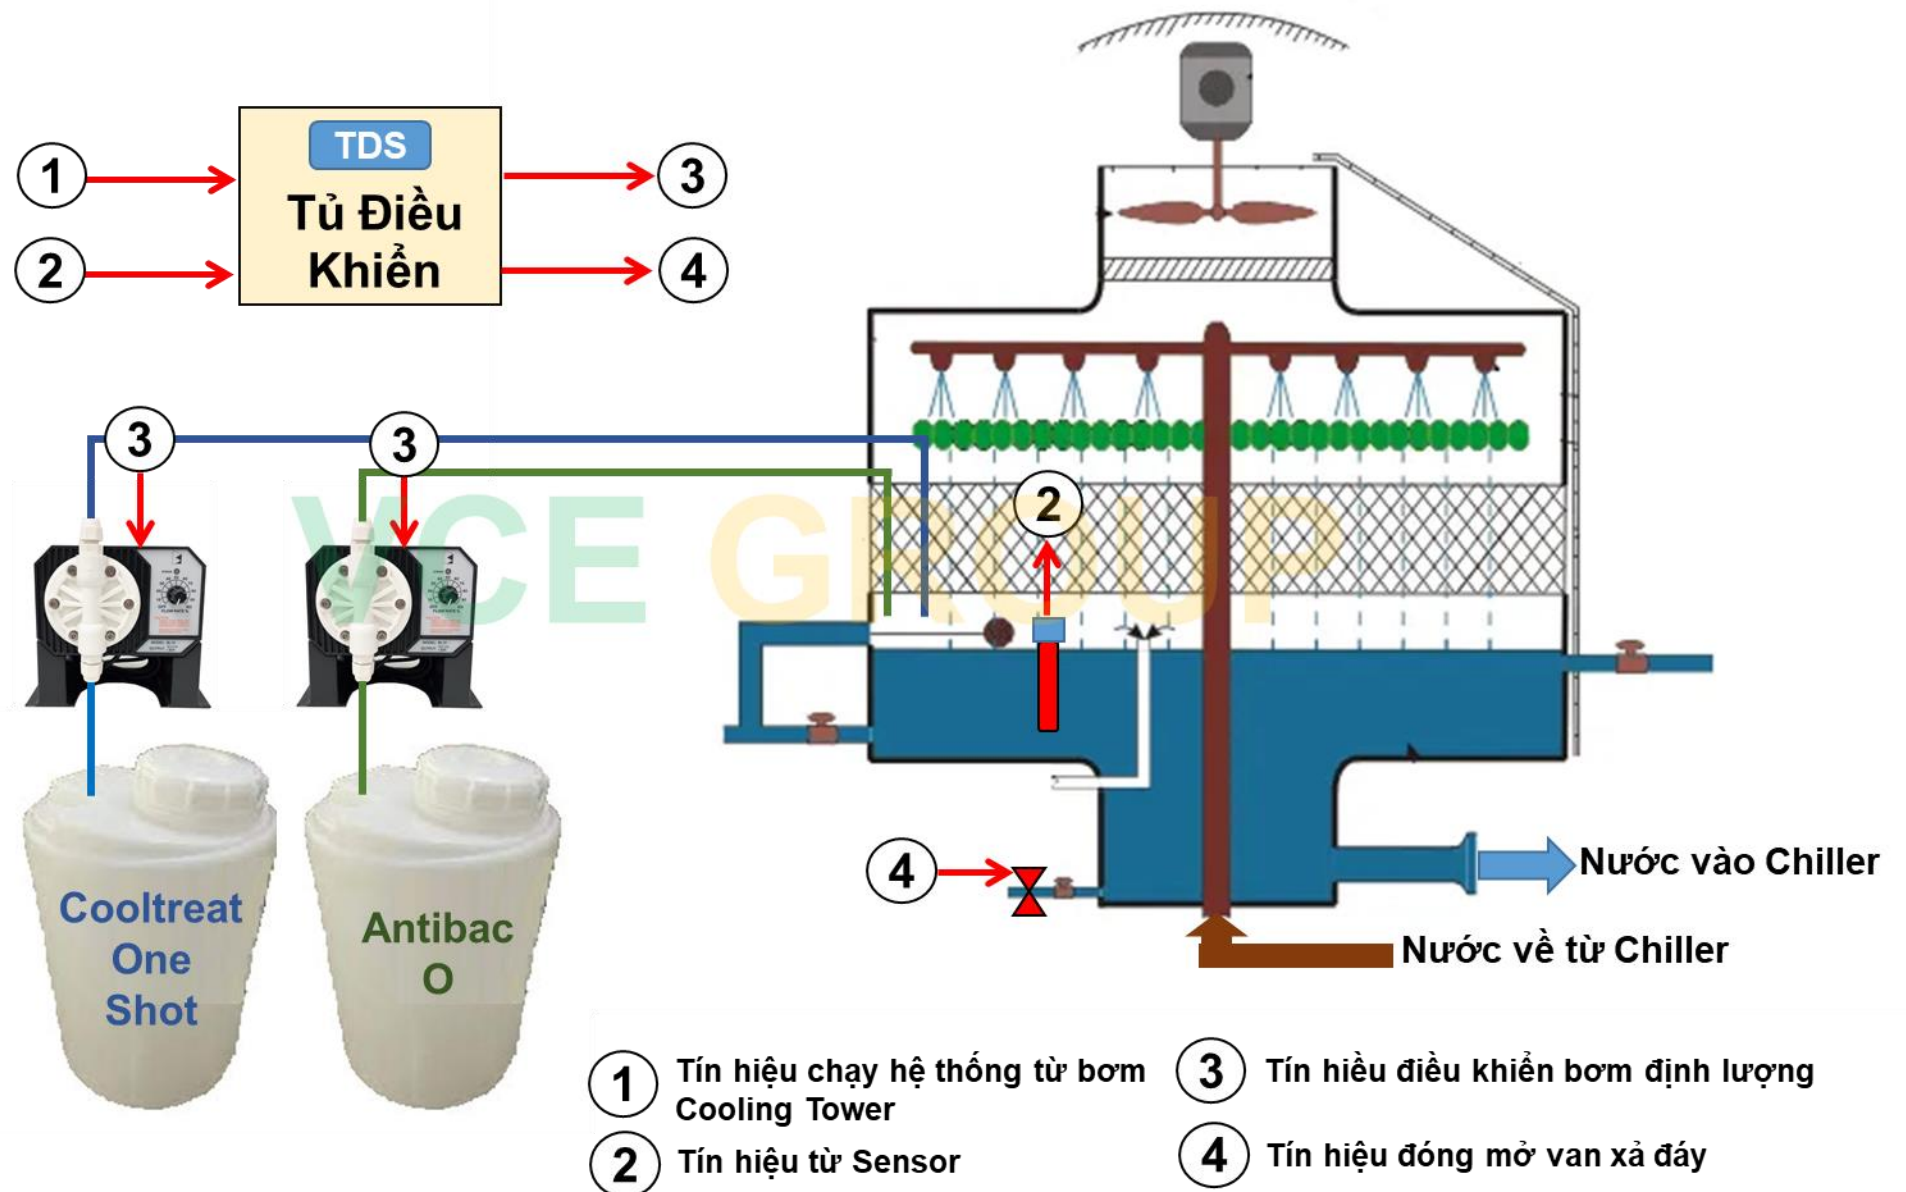 TDS
Tủ Điều
Khiển
1
2
3
4
3
3
2
VCE GROUP
Cooltreat
One
Shot
Antibac
O
4
Nước vào Chiller
Nước về từ Chiller
1
Tín hiệu chạy hệ thống từ bơm
Cooling Tower
2
Tín hiệu từ Sensor
3
Tín hiều điều khiển bơm định lượng
4
Tín hiệu đóng mở van xả đáy